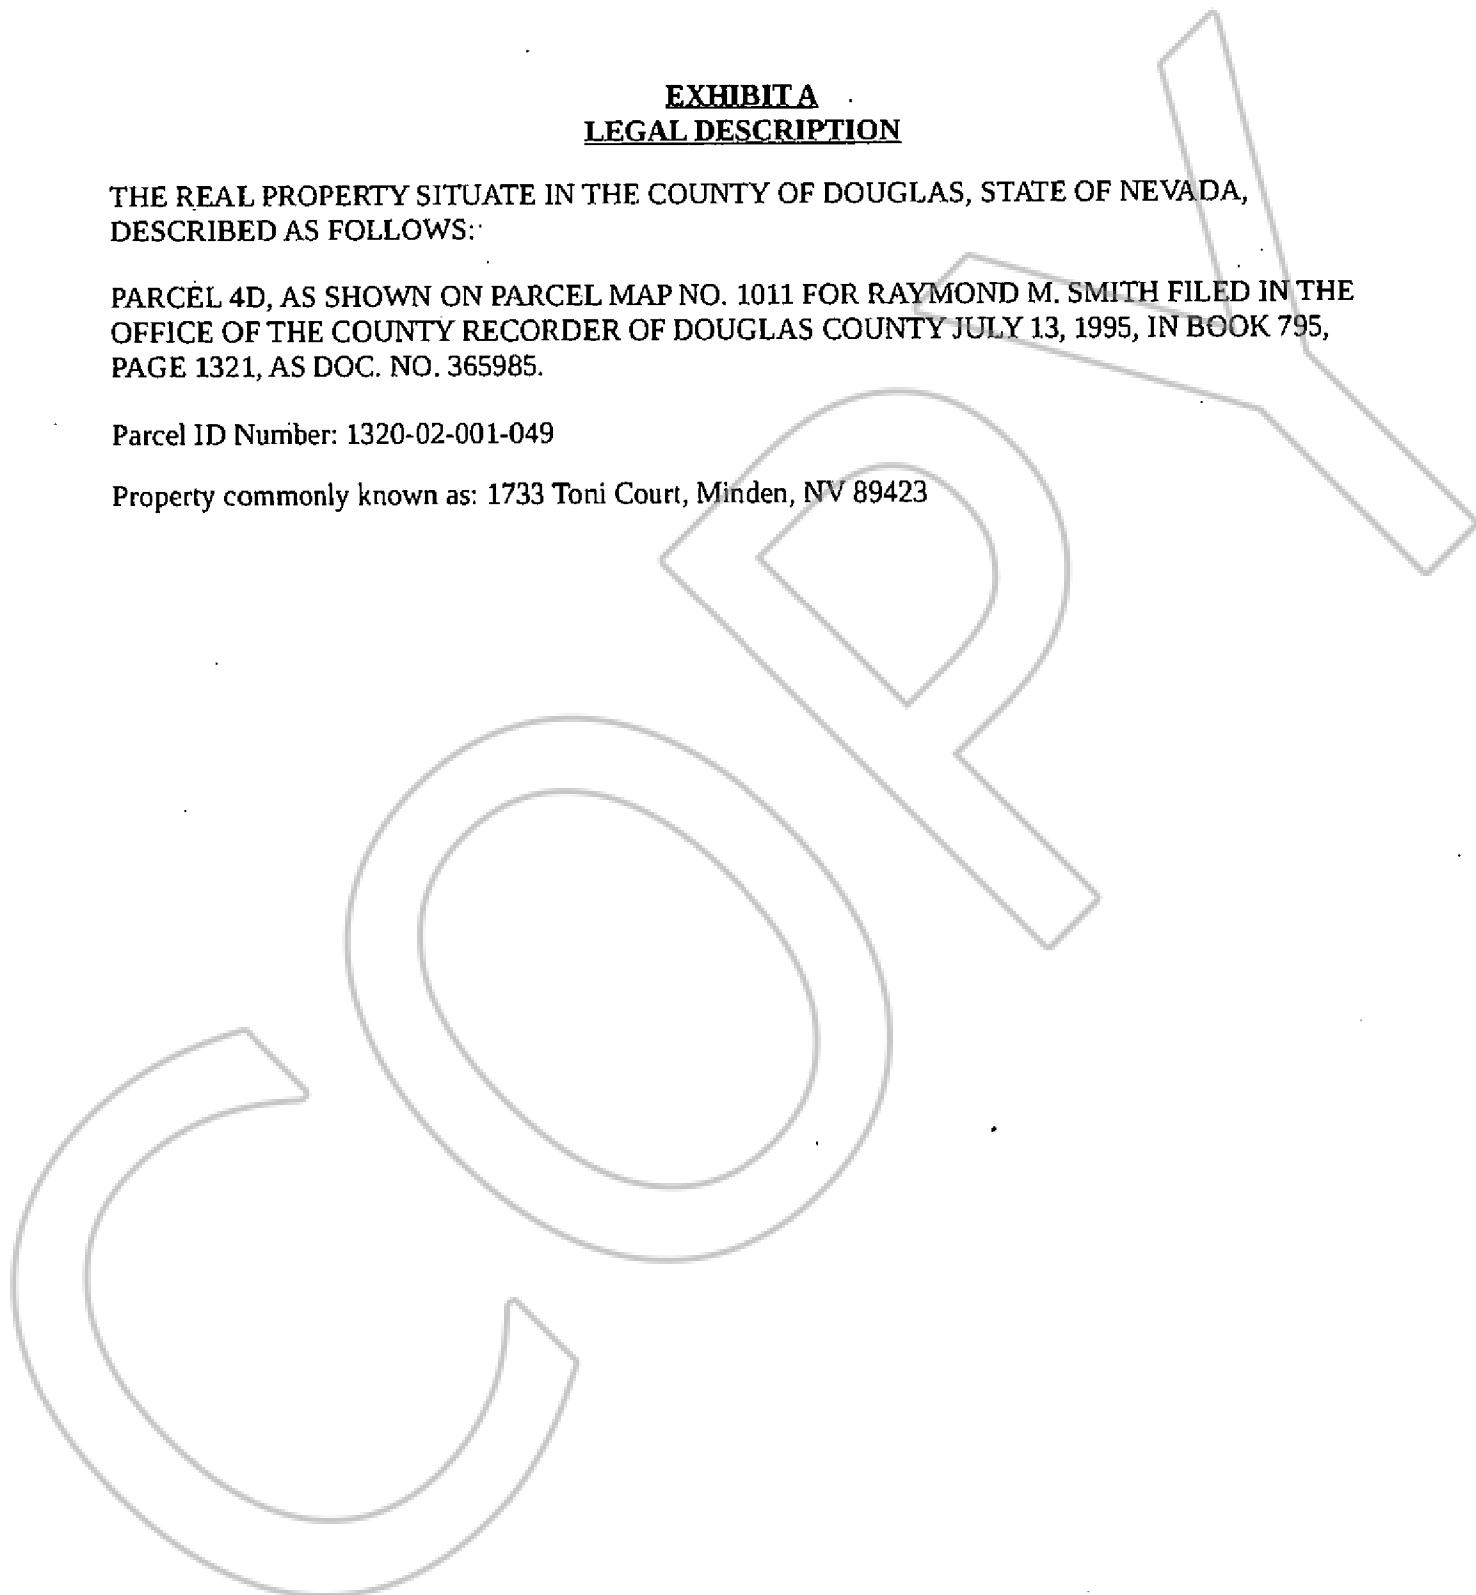 EXHIBIT A
LEGAL DESCRIPTION
THE REAL PROPERTY SITUATE IN THE COUNTY OF DOUGLAS, STATE OF NEVADA,
DESCRIBED AS FOLLOWS:
PARCEL 4D, AS SHOWN ON PARCEL MAP NO. 1011 FOR RAYMOND M. SMITH FILED IN THE
OFFICE OF THE COUNTY RECORDER OF DOUGLAS COUNTY JULY 13, 1995, IN BOOK 795,
PAGE 1321, AS DOC. NO. 365985.
Parcel ID Number: 1320-02-001-049
Property commonly known as: 1733 Toni Court, Minden, NV 89423
COPY